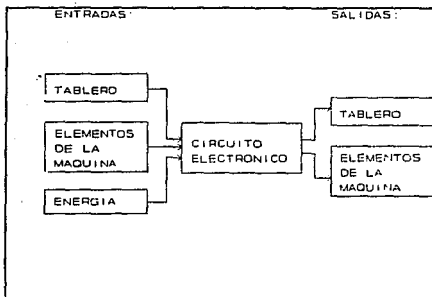 ENTRADAS:
SALIDAS:
TABLERO
ELEMENTOS
DE LA
MAQUINA
ENERGIA
CIRCUITO
ELECTRONICO
TABLERO
ELEMENTOS
DE LA
MAQUINA